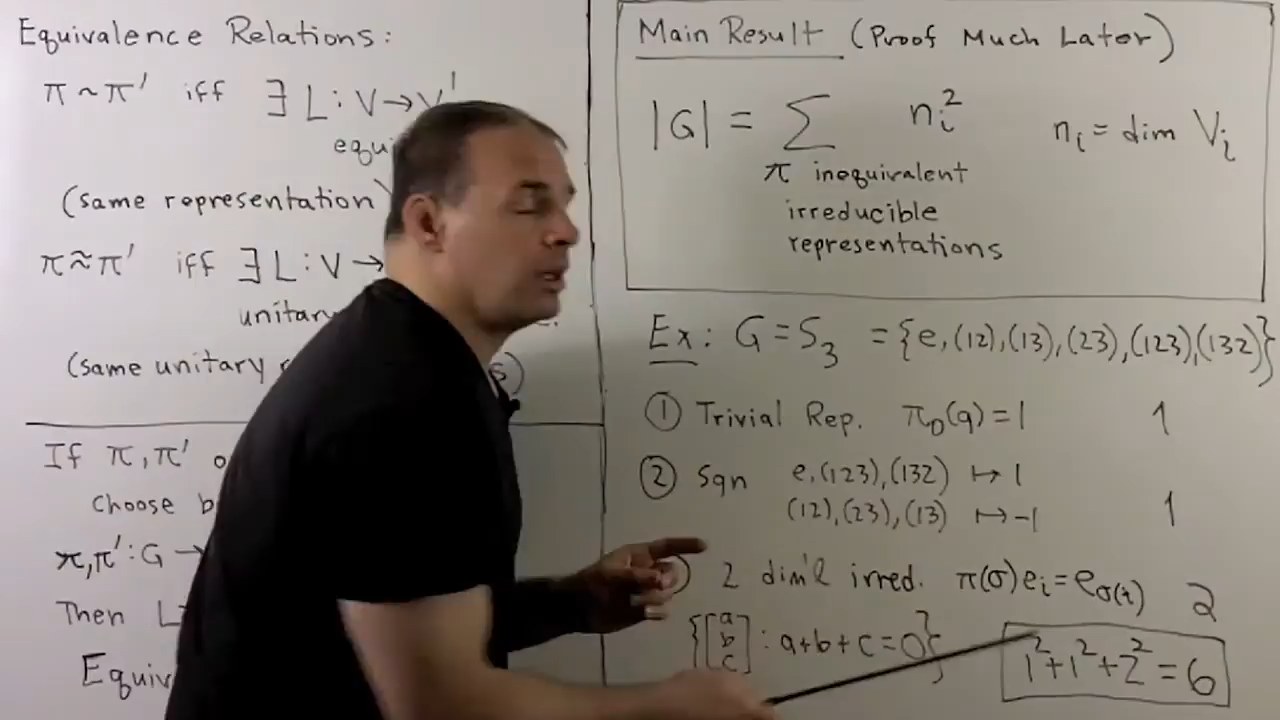 Equivalence Relations:
π ~ π' iff ∃ L: V → V'
equi
(same representation)
π ≈ π' iff ∃ L: V →
unitary
(same unitary s)
If π, π'
Choose b
π, π': G →
Then L
Equiv
Main Result (Proof Much Later)
|G| = Σ n_i^2 n_i = dim V_i
π inequivalent
irreducible
representations
Ex: G = S_3 = {e, (12), (13), (23), (123), (132)}
① Trivial Rep. π_0(g) = 1 1
② Sgn e, (123), (132) ↦ 1
(12), (23), (13) ↦ -1 1
2 dim'l irred. π(σ)e_i = e_σ(i) 2
{[a b c] : a+b+c=0} 1^2+1^2+2^2 = 6